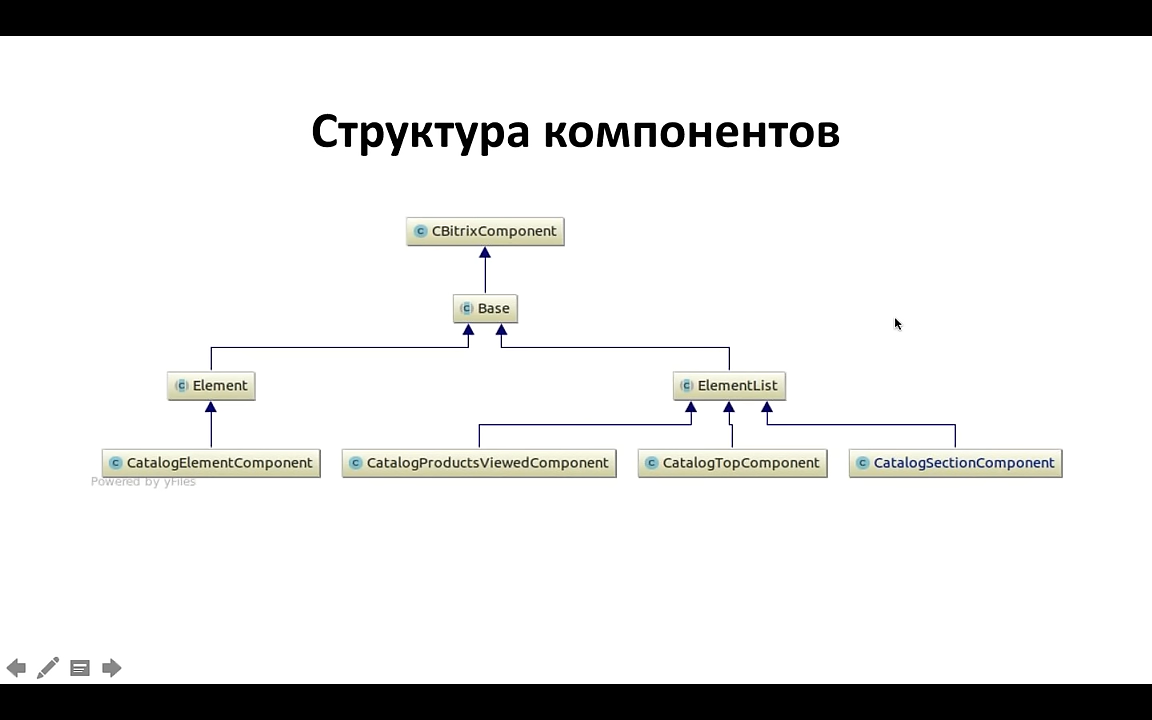 Структура компонентов
CBitrixComponent
Base
Element
ElementList
CatalogElementComponent
CatalogProductsViewedComponent
CatalogTopComponent
CatalogSectionComponent
Powered by yFiles